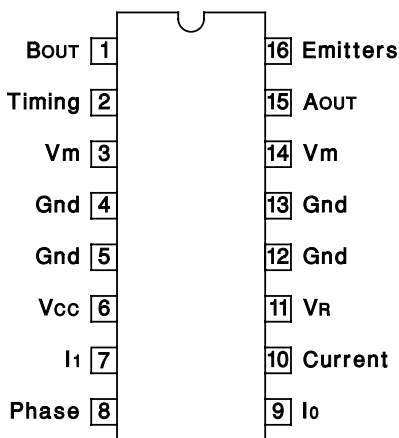 BOUT 1 16 Emitters
Timing 2 15 AOUT
Vm 3 14 Vm
Gnd 4 13 Gnd
Gnd 5 12 Gnd
Vcc 6 11 VR
I1 7 10 Current
Phase 8 9 I0